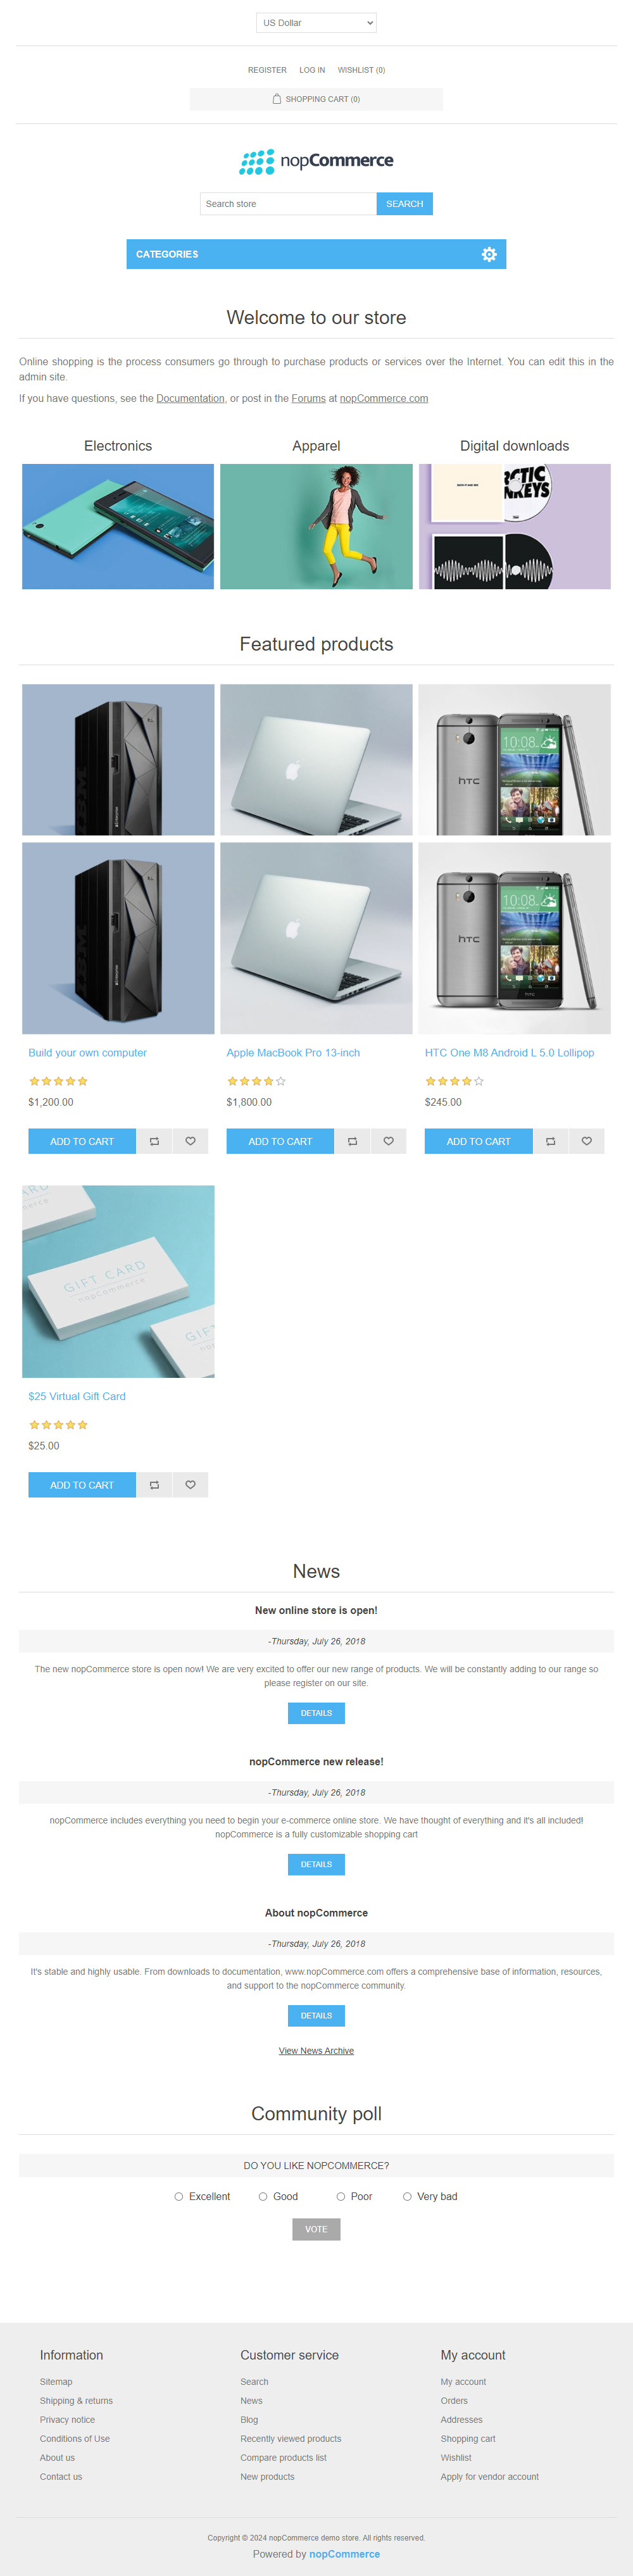 US Dollar
REGISTER LOG IN WISHLIST (0)
SHOPPING CART (0)
nopCommerce
Search store SEARCH
CATEGORIES
Welcome to our store
Online shopping is the process consumers go through to purchase products or services over the Internet. You can edit this in the
admin site.
If you have questions, see the Documentation, or post in the Forums at nopCommerce.com
Electronics Apparel Digital downloads
Featured products
hTC
10:08
hTC
10:08
Build your own computer Apple MacBook Pro 13-inch HTC One M8 Android L 5.0 Lollipop
$1,200.00 $1,800.00 $245.00
ADD TO CART ADD TO CART ADD TO CART
GIFT CARD
nopCommerce
$25 Virtual Gift Card
$25.00
ADD TO CART
News
New online store is open!
-Thursday, July 26, 2018
The new nopCommerce store is open now! We are very excited to offer our new range of products. We will be constantly adding to our range so
please register on our site.
DETAILS
nopCommerce new release!
-Thursday, July 26, 2018
nopCommerce includes everything you need to begin your e-commerce online store. We have thought of everything and it's all included!
nopCommerce is a fully customizable shopping cart
DETAILS
About nopCommerce
-Thursday, July 26, 2018
It's stable and highly usable. From downloads to documentation, www.nopCommerce.com offers a comprehensive base of information, resources,
and support to the nopCommerce community.
DETAILS
View News Archive
Community poll
DO YOU LIKE NOPCOMMERCE?
Excellent Good Poor Very bad
VOTE
Information Customer service My account
Sitemap Search My account
Shipping & returns News Orders
Privacy notice Blog Addresses
Conditions of Use Recently viewed products Shopping cart
About us Compare products list Wishlist
Contact us New products Apply for vendor account
Copyright © 2024 nopCommerce demo store. All rights reserved.
Powered by nopCommerce